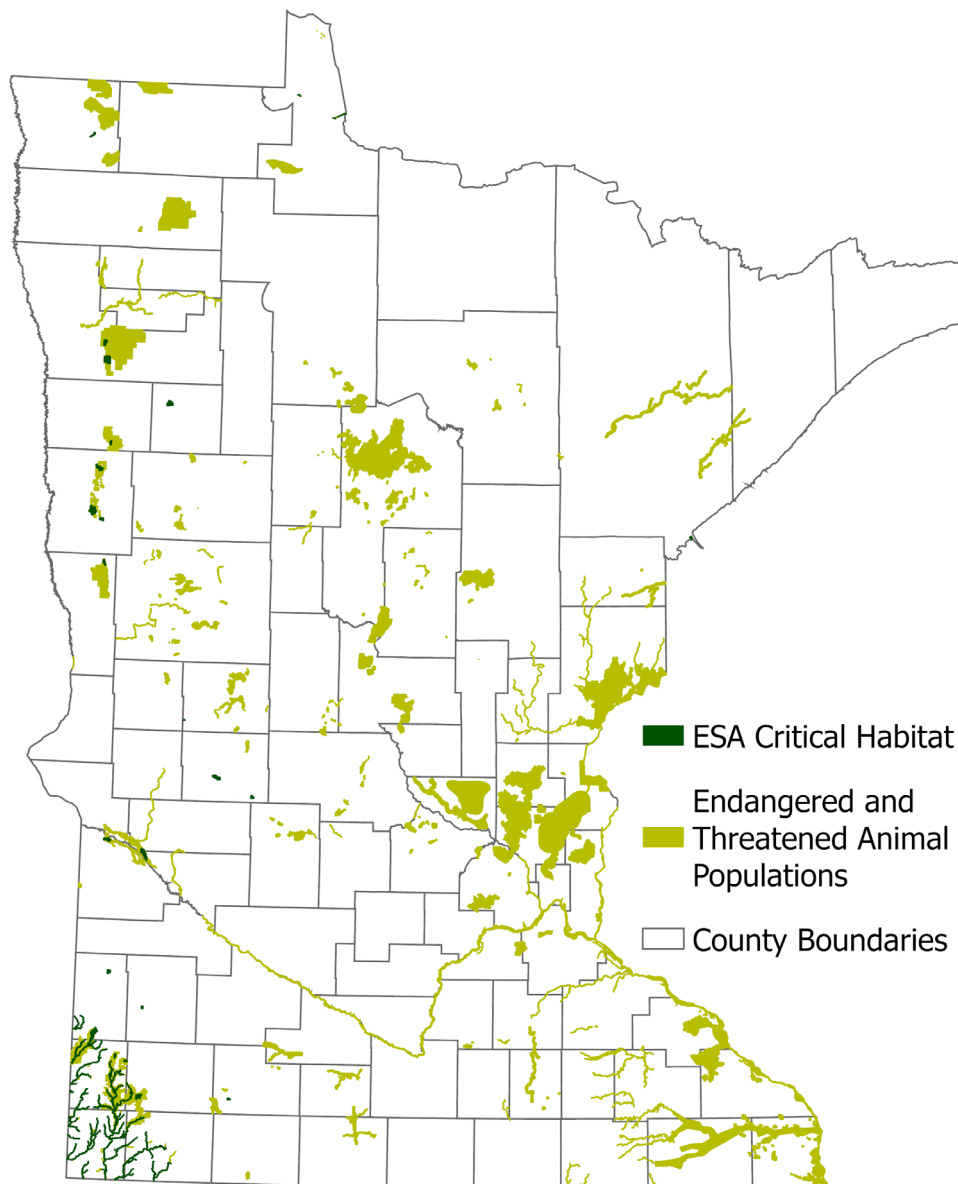 ESA Critical Habitat
Endangered and
Threatened Animal
Populations
County Boundaries